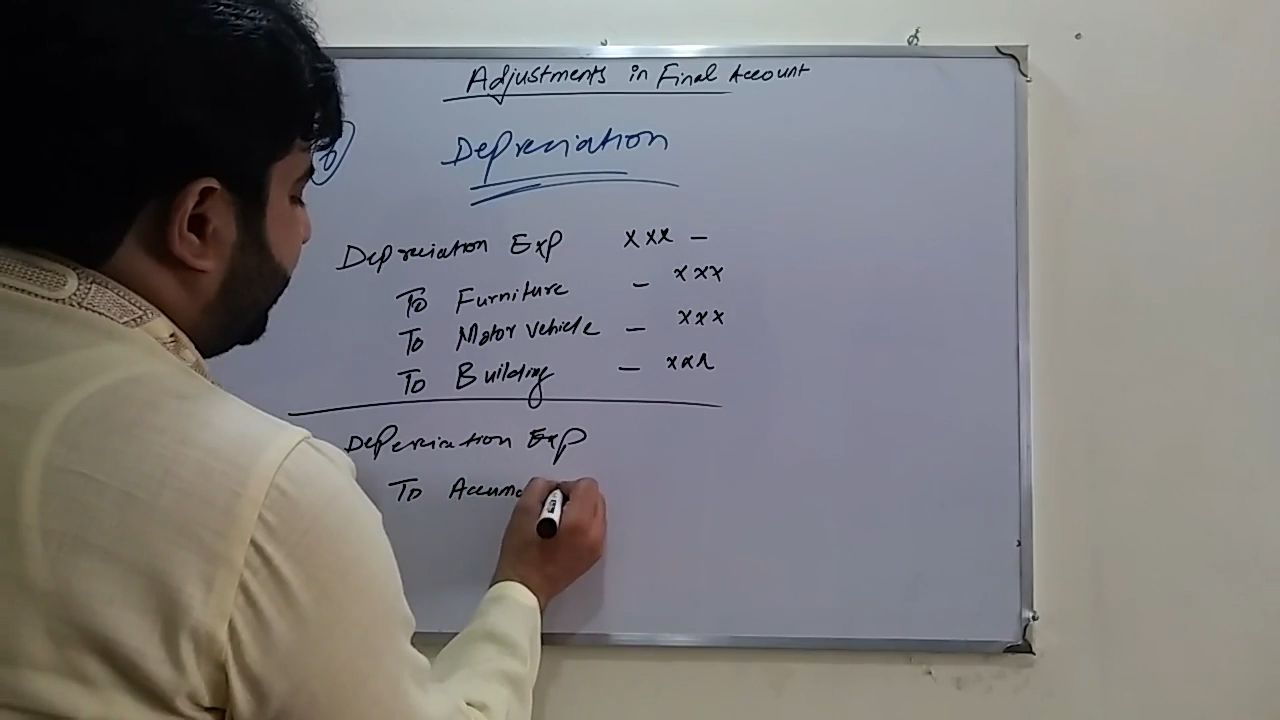 Adjustments in Final Account
Depreciation
Depreciation Exp xxx -
To Furniture - xxx
To Motor Vehicle - xxx
To Building - xxx
Depreciation Exp
To Accum